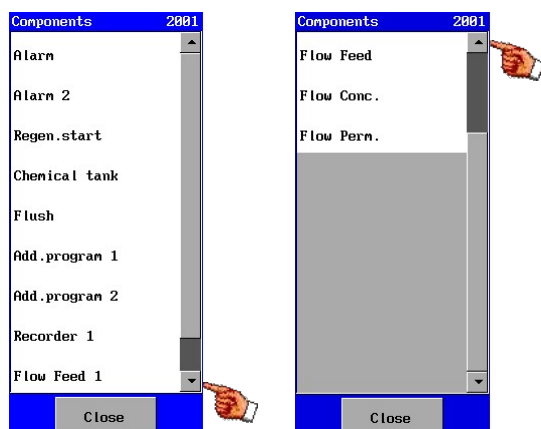 Components 2001
Alarm
Alarm 2
Regen.start
Chemical tank
Flush
Add.program 1
Add.program 2
Recorder 1
Flow Feed 1
Close
Components 2001
Flow Feed
Flow Conc.
Flow Perm.
Close